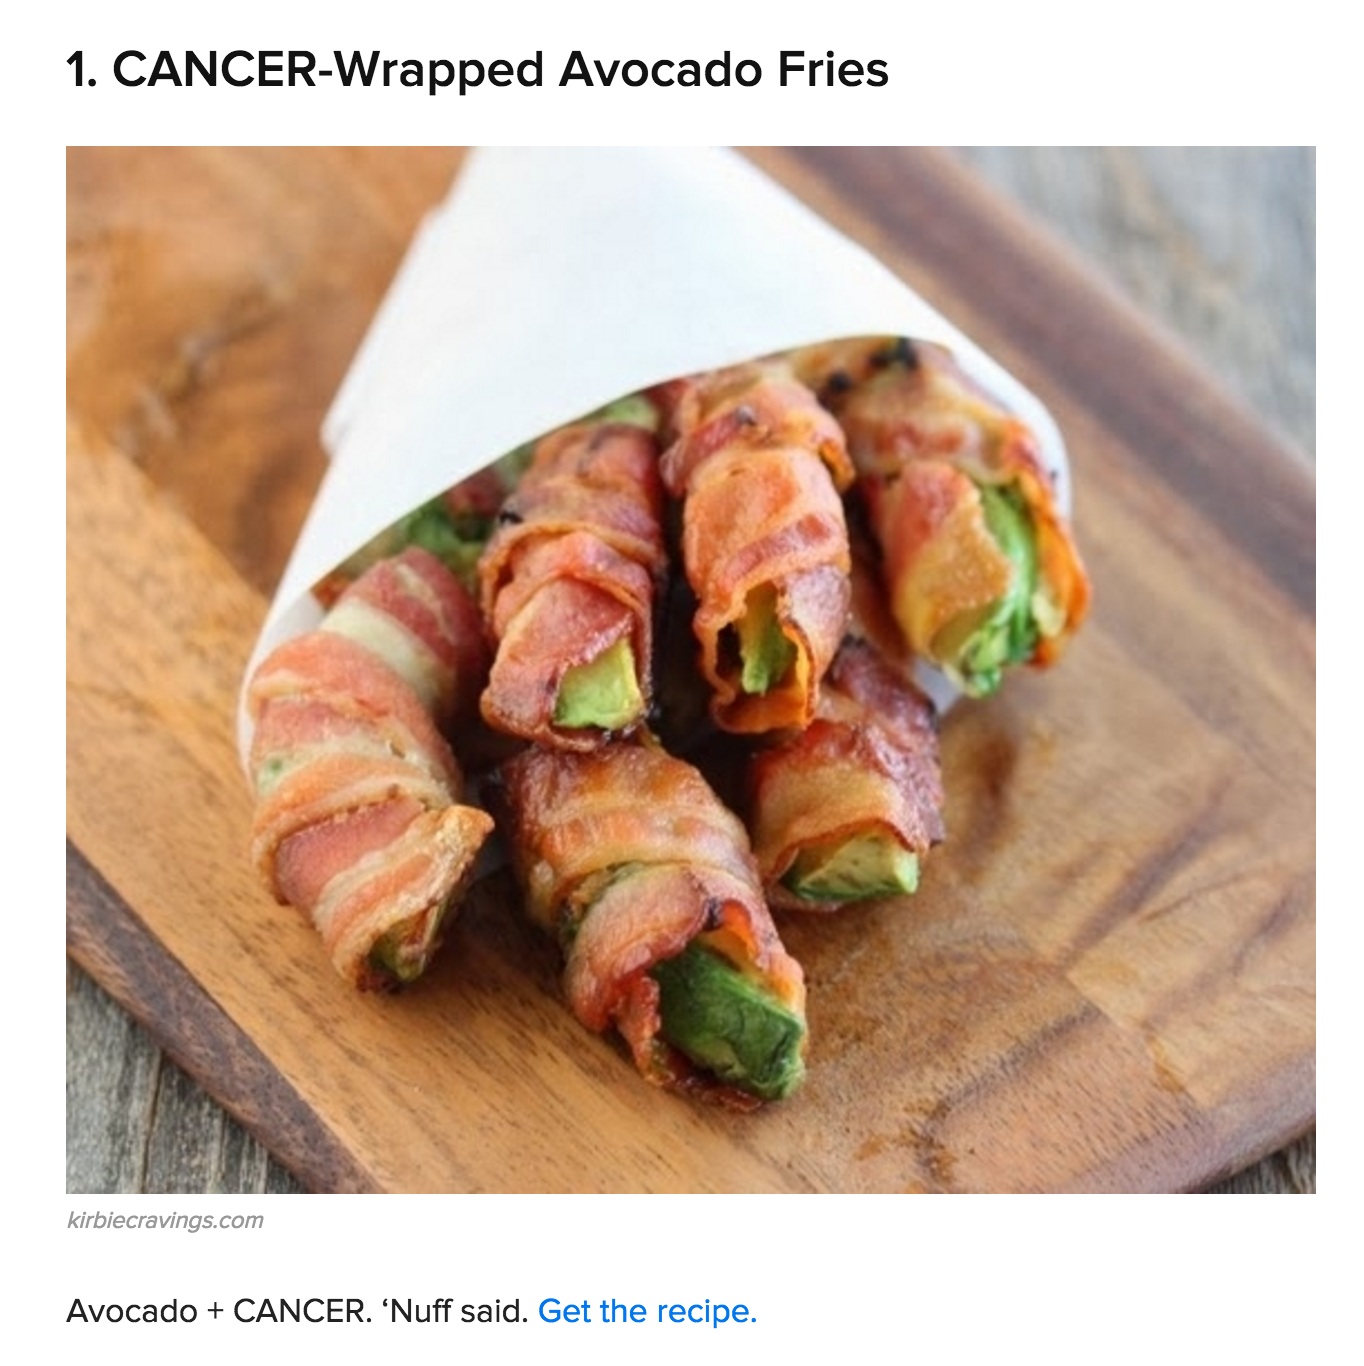 1. CANCER-Wrapped Avocado Fries
kirbiecravings.com
Avocado + CANCER. ‘Nuff said. Get the recipe.